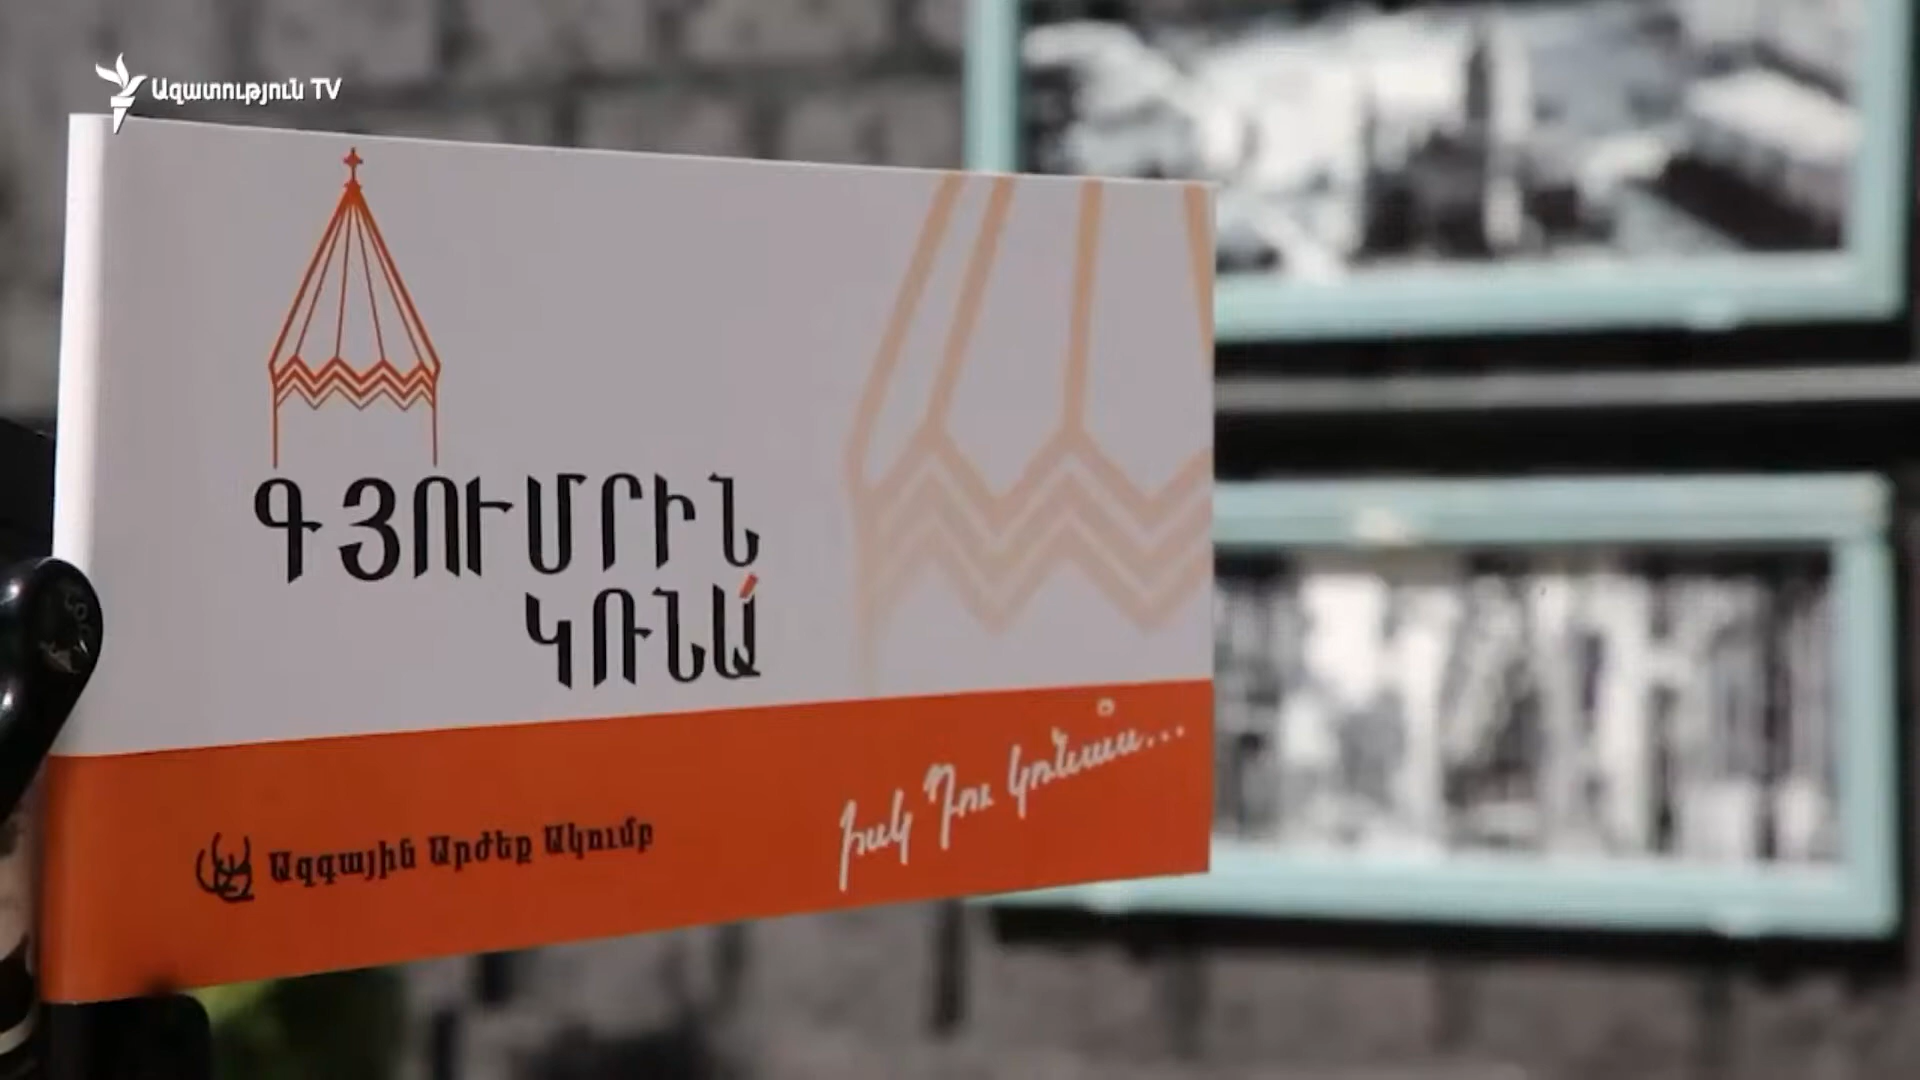 Ազատություն TV
ԳՅՈՒՄՐԻՆ
ԿՌՆԱ՛
Ազգային Արժեք Ակումբ
իսկ Դու կռնա՞ս...